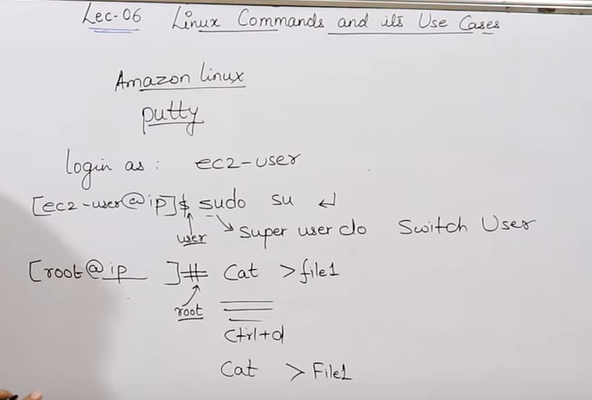 Lec-06 Linux Commands and its Use Cases
Amazon linux
putty
login as: ec2-user
[ec2-user@ip]$ sudo su ↵
user super user do Switch User
[root@ip ]# Cat >file1
root
Ctrl+d
Cat >File1